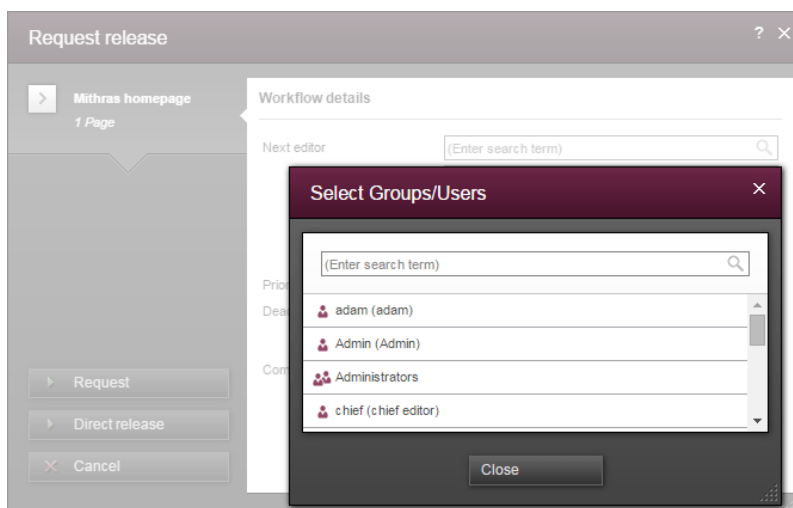 Request release
?
Mithras homepage
1 Page
Workflow details
Next editor
(Enter search term)
Select Groups/Users
(Enter search term)
Prior
adam (adam)
Admin (Admin)
Administrators
chief (chief editor)
Request
Direct release
Cancel
Close